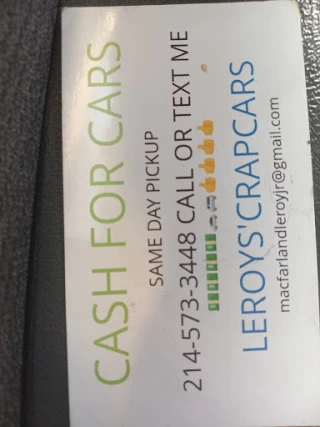 CASH FOR CARS
SAME DAY PICKUP
214-573-3448 CALL OR TEXT ME
LEROYS'CRAPCARS
macfarlandleroyjr@gmail.com